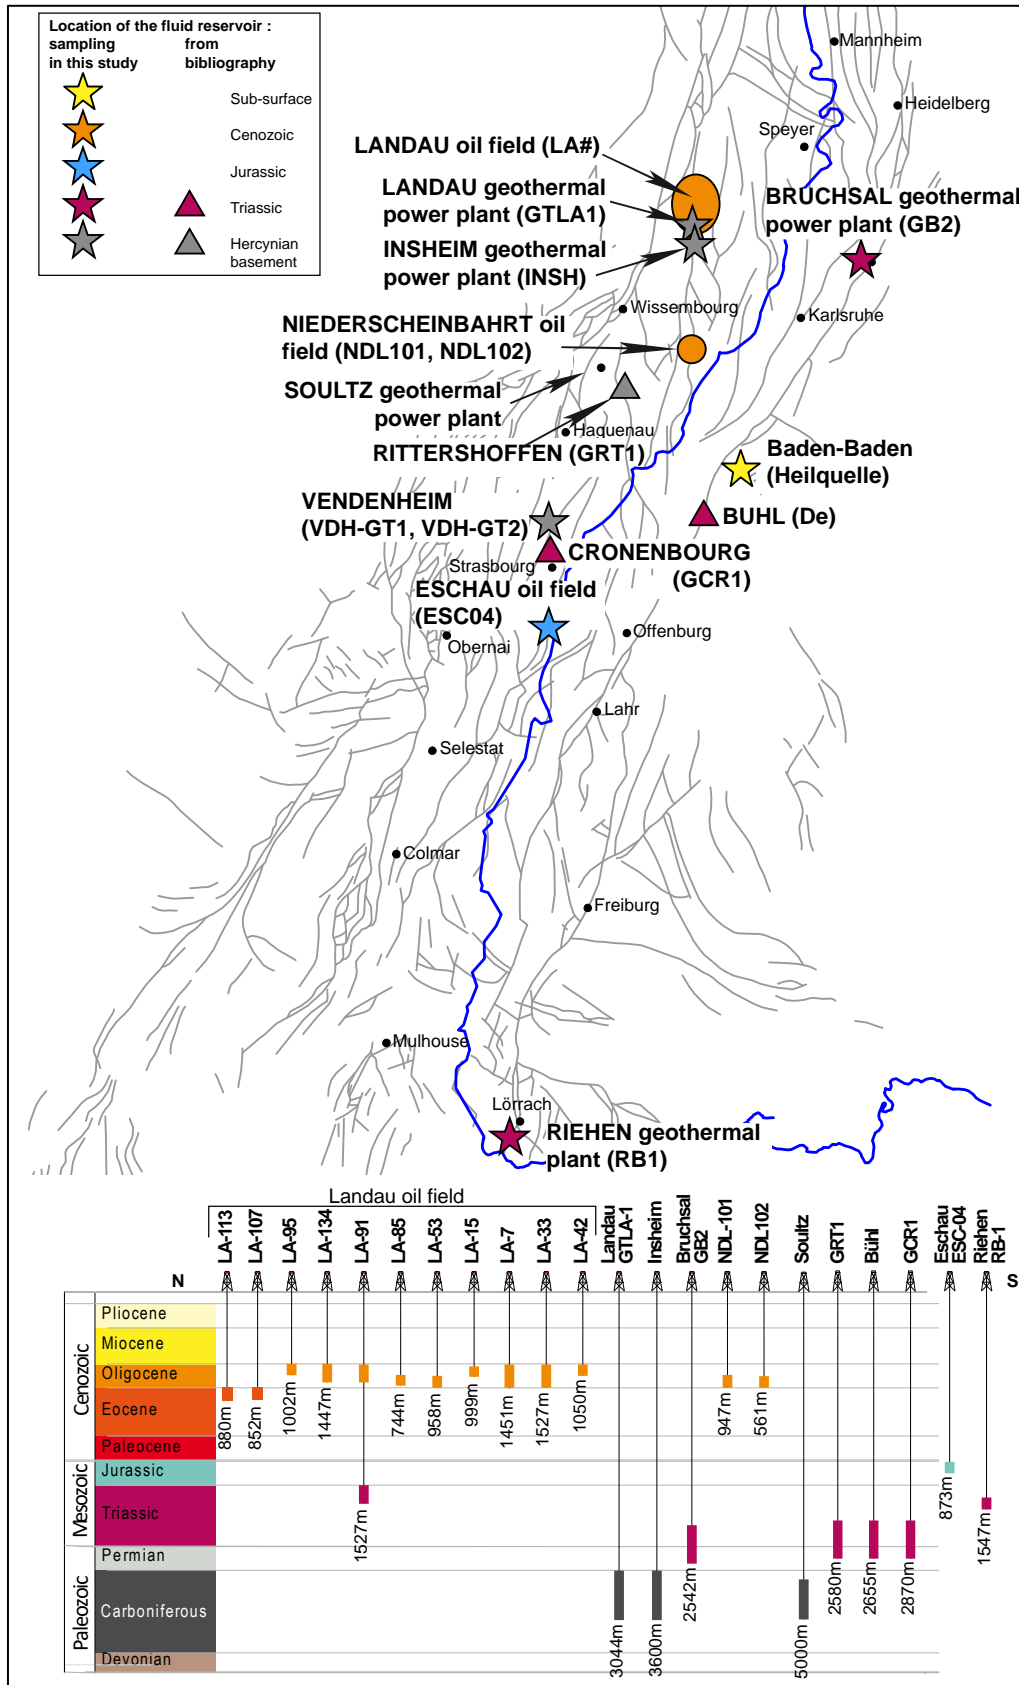 Location of the fluid reservoir :
sampling in this study
from bibliography
Sub-surface
Cenozoic
Jurassic
Triassic
Hercynian basement
Mannheim
Heidelberg
Speyer
LANDAU oil field (LA#)
LANDAU geothermal
power plant (GTLA1)
BRUCHSAL geothermal
power plant (GB2)
INSHEIM geothermal
power plant (INSH)
Wissembourg
Karlsruhe
NIEDERSCHEINBAHRT oil
field (NDL101, NDL102)
SOULTZ geothermal
power plant
Haguenau
RITTERSHOFFEN (GRT1)
Baden-Baden
(Heilquelle)
VENDENHEIM
(VDH-GT1, VDH-GT2)
BUHL (De)
CRONENBOURG
(GCR1)
Strasbourg
ESCHAU oil field
(ESC04)
Offenburg
Obernai
Lahr
Selestat
Colmar
Freiburg
Mulhouse
Lörrach
RIEHEN geothermal
plant (RB1)
Landau oil field
N
LA-113
LA-107
LA-95
LA-134
LA-91
LA-85
LA-53
LA-15
LA-7
LA-33
LA-42
Landau
GTLA-1
Insheim
Bruchsal
GB2
NDL-101
NDL102
Soultz
GRT1
Bühl
GCR1
Eschau
ESC-04
Riehen
RB-1
S
Cenozoic
Pliocene
Miocene
Oligocene
Eocene
Paleocene
Mesozoic
Jurassic
Triassic
Paleozoic
Permian
Carboniferous
Devonian
880m
852m
1002m
1447m
1527m
744m
958m
999m
1451m
1527m
1050m
3044m
3600m
2542m
947m
561m
5000m
2580m
2655m
2870m
873m
1547m